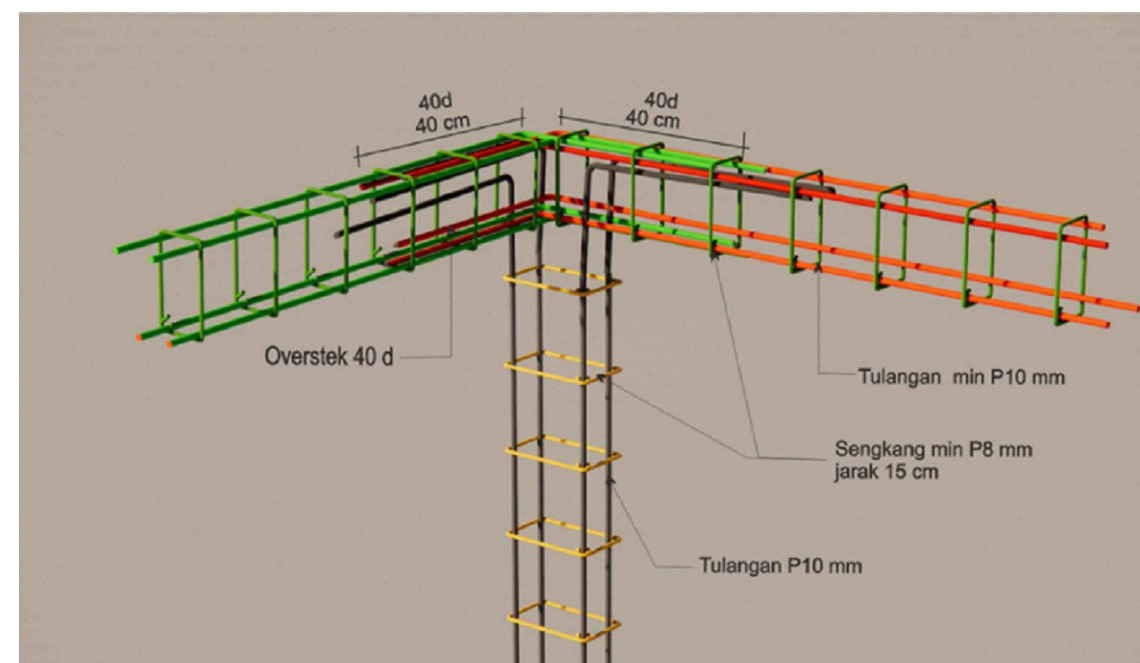 40d
40 cm
40d
40 cm
Overstek 40 d
Tulangan min P10 mm
Sengkang min P8 mm
jarak 15 cm
Tulangan P10 mm